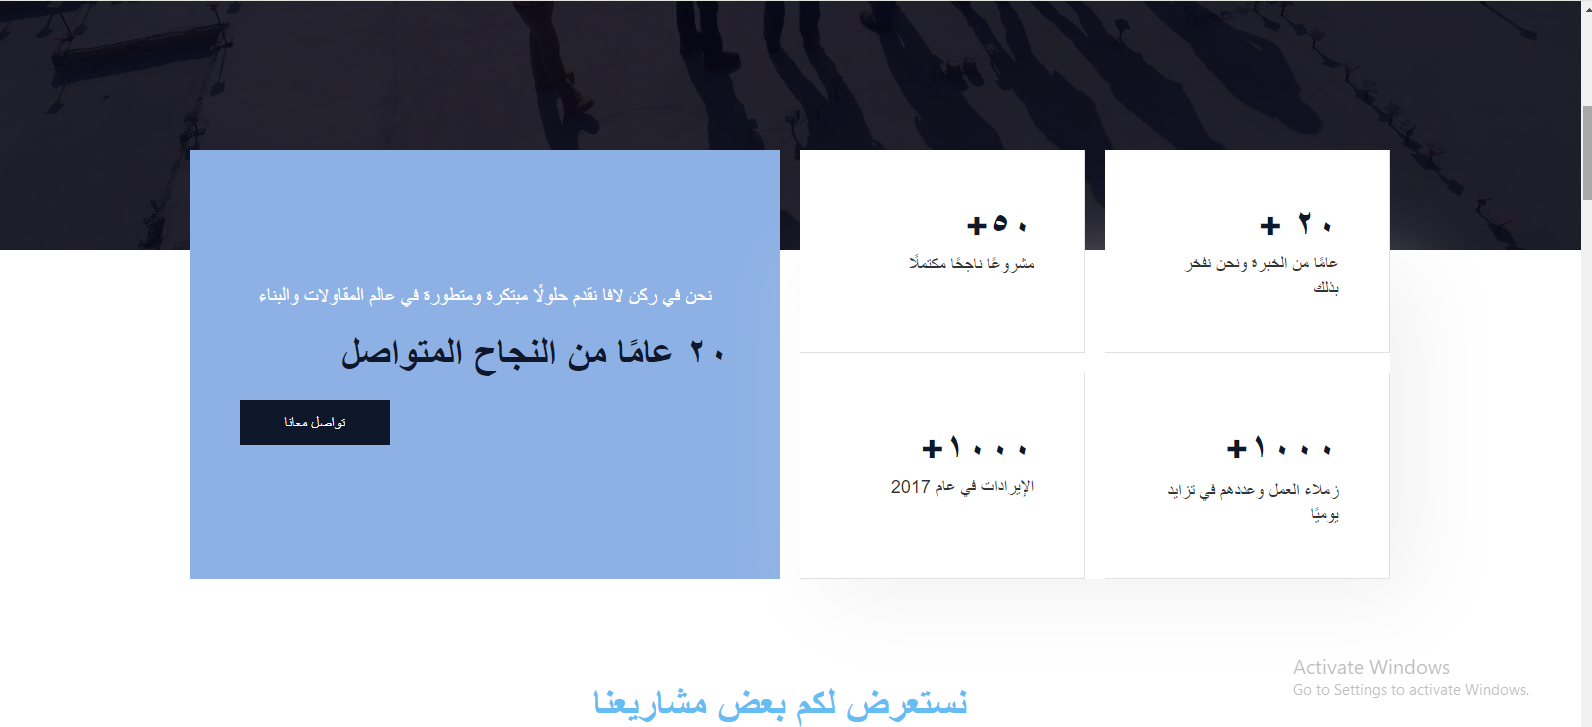 + ٢٠
عامًا من الخبرة ونحن نفخر
بذلك
+٥٠
مشروعًا ناجحًا مكتملًا
نحن في ركن لافا نقدم حلولًا مبتكرة ومتطورة في عالم المقاولات والبناء
٢٠ عامًا من النجاح المتواصل
تواصل معانا
+١٠٠٠
زملاء العمل وعددهم في تزايد
يوميًا
+١٠٠٠
الإيرادات في عام 2017
نستعرض لكم بعض مشاريعنا
Activate Windows
Go to Settings to activate Windows.